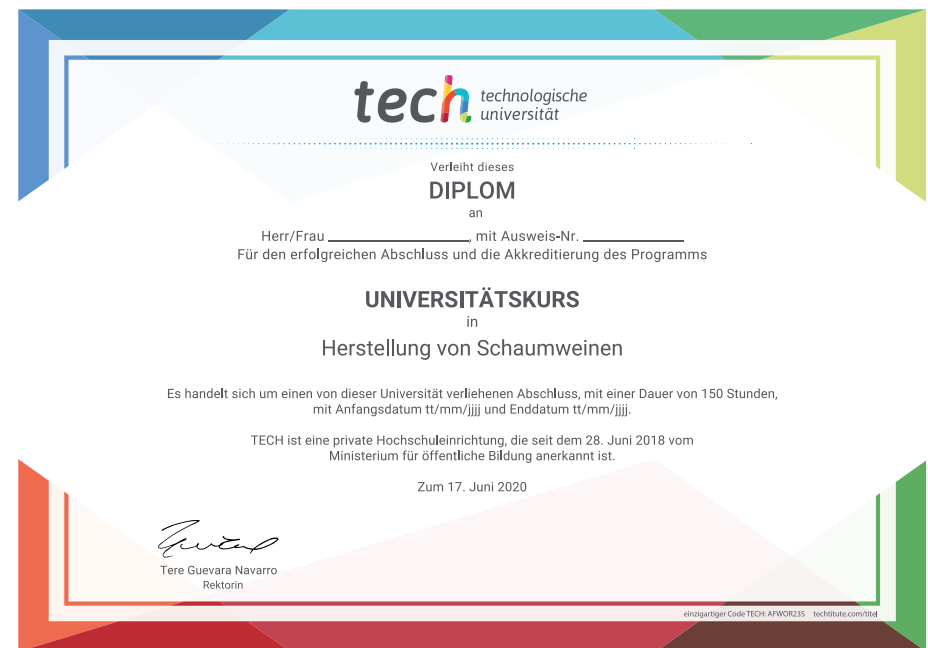 tech technologische
universität
Verleiht dieses
DIPLOM
an
Herr/Frau ____________________, mit Ausweis-Nr. ______________
Für den erfolgreichen Abschluss und die Akkreditierung des Programms
UNIVERSITÄTSKURS
in
Herstellung von Schaumweinen
Es handelt sich um einen von dieser Universität verliehenen Abschluss, mit einer Dauer von 150 Stunden,
mit Anfangsdatum tt/mm/jjjj und Enddatum tt/mm/jjjj.
TECH ist eine private Hochschuleinrichtung, die seit dem 28. Juni 2018 vom
Ministerium für öffentliche Bildung anerkannt ist.
Zum 17. Juni 2020
Tere Guevara Navarro
Rektorin
einzigartiger Code TECH: AFWOR23S techtitute.com/titel